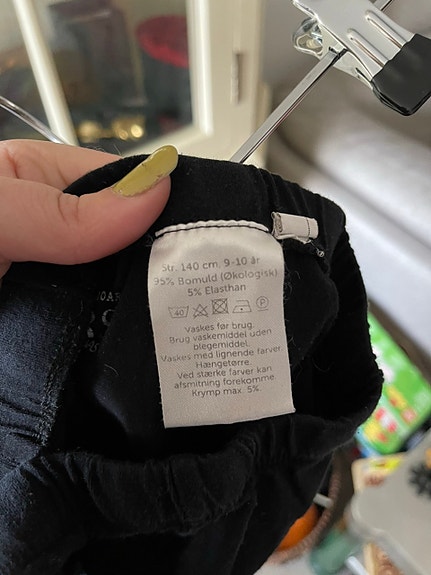 Str. 140 cm. 9-10 år
95% Bomuld (Økologisk)
5% Elasthan
40 P
Vaskes før brug.
Brug vaskemiddel uden
blegemiddel.
Vaskes med lignende farver
Hængetørre.
Ved stærke farver kan
afsmitning forekomme
Krymp max. 5%.